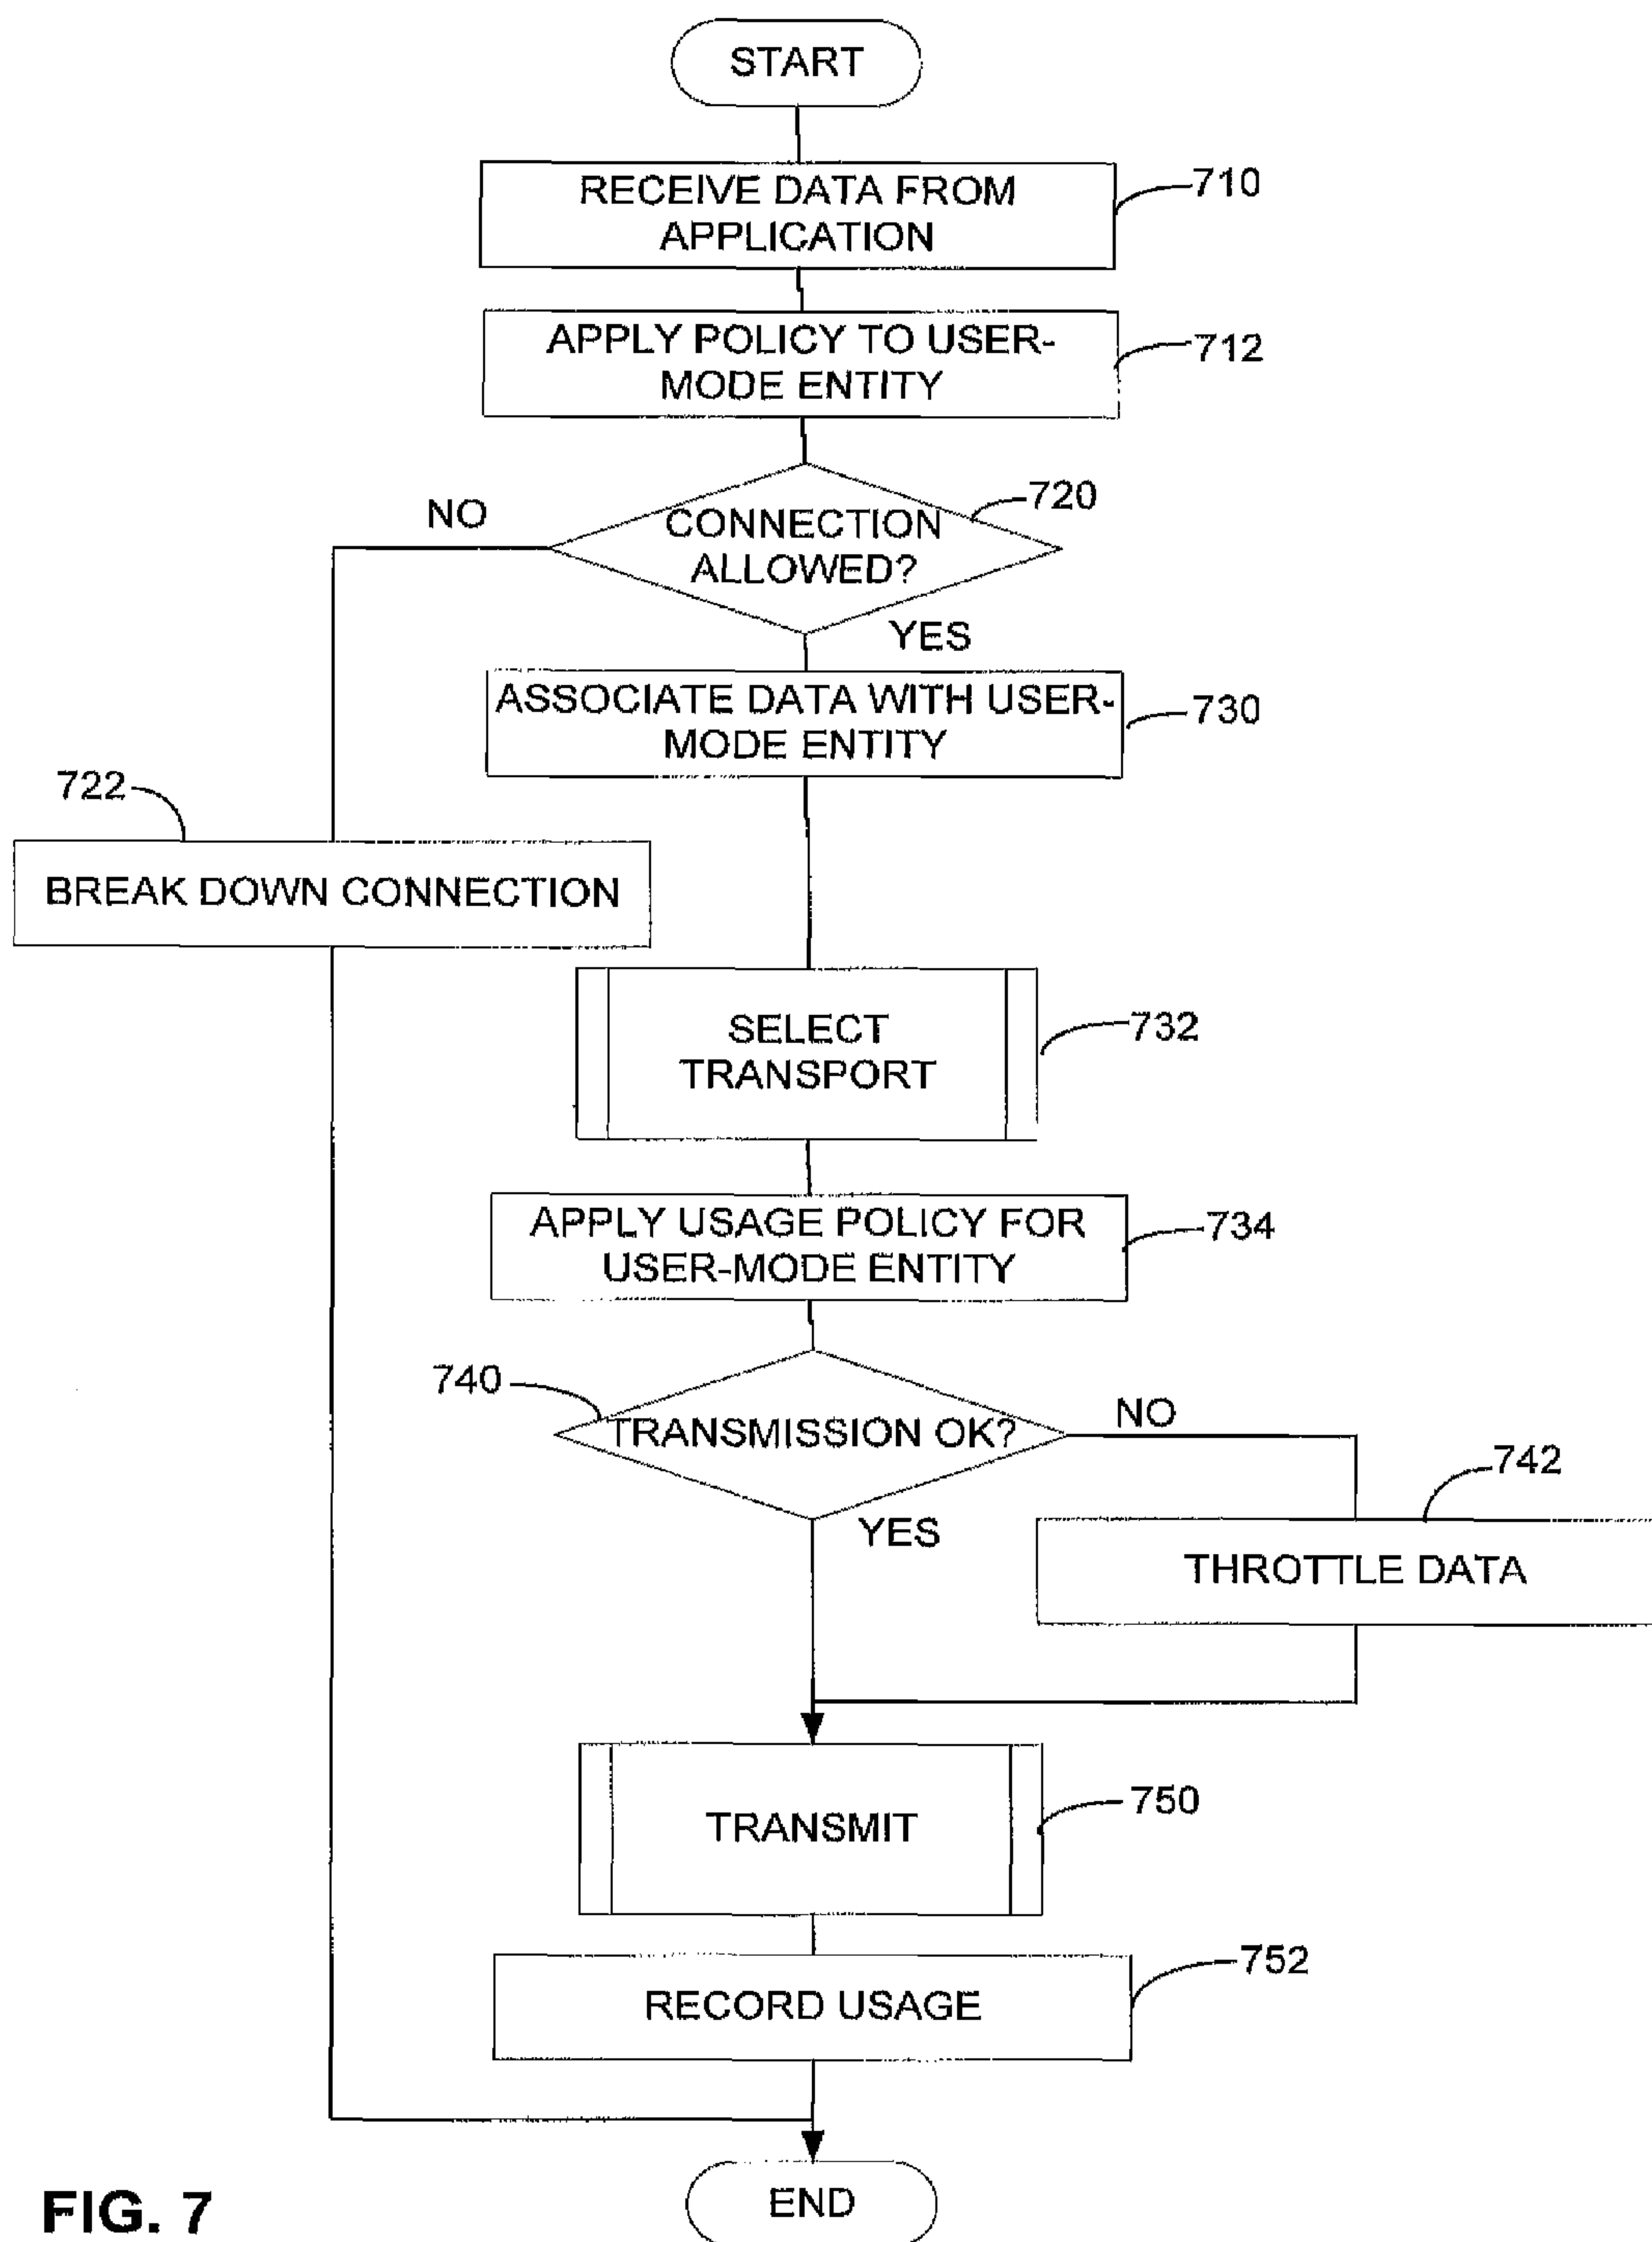 START
RECEIVE DATA FROM
APPLICATION
710
APPLY POLICY TO USER-
MODE ENTITY
712
CONNECTION
ALLOWED?
720
NO
YES
ASSOCIATE DATA WITH USER-
MODE ENTITY
730
722
BREAK DOWN CONNECTION
SELECT
TRANSPORT
732
APPLY USAGE POLICY FOR
USER-MODE ENTITY
734
740
TRANSMISSION OK?
NO
YES
742
THROTTLE DATA
TRANSMIT
750
RECORD USAGE
752
END
FIG. 7